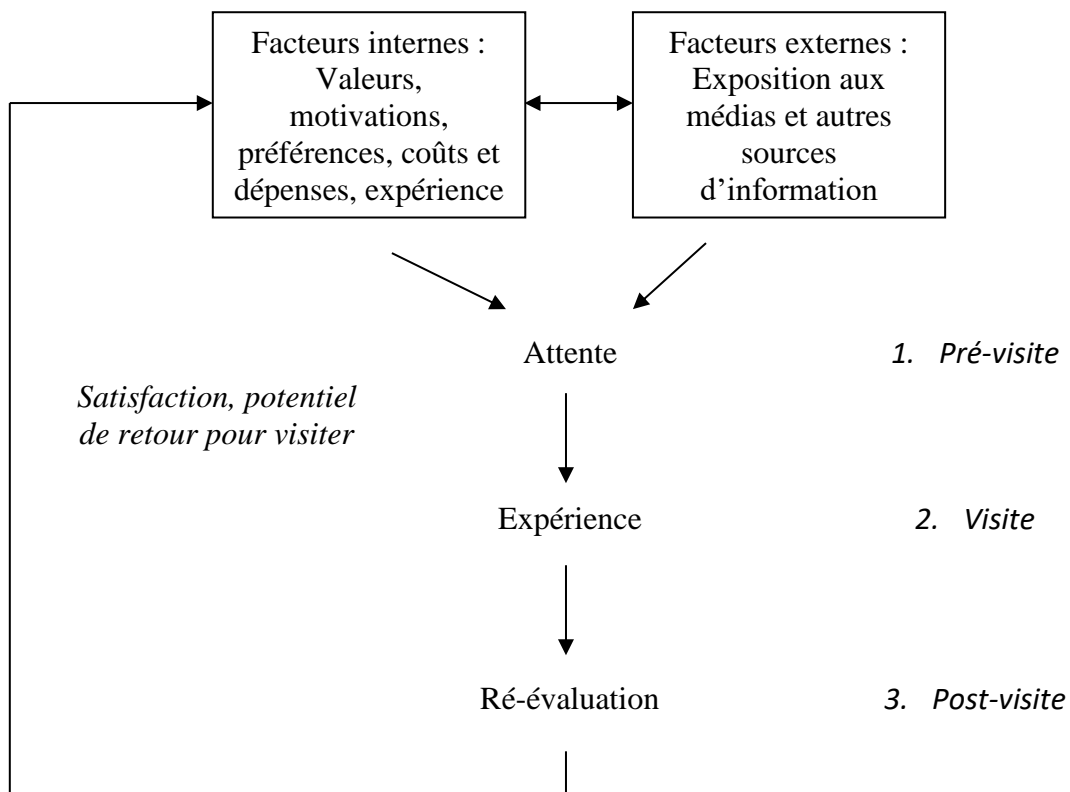 Facteurs internes :
Valeurs,
motivations,
préférences, coûts et
dépenses, expérience
Facteurs externes :
Exposition aux
médias et autres
sources
d’information
Attente
1. Pré-visite
Satisfaction, potentiel
de retour pour visiter
Expérience
2. Visite
Ré-évaluation
3. Post-visite